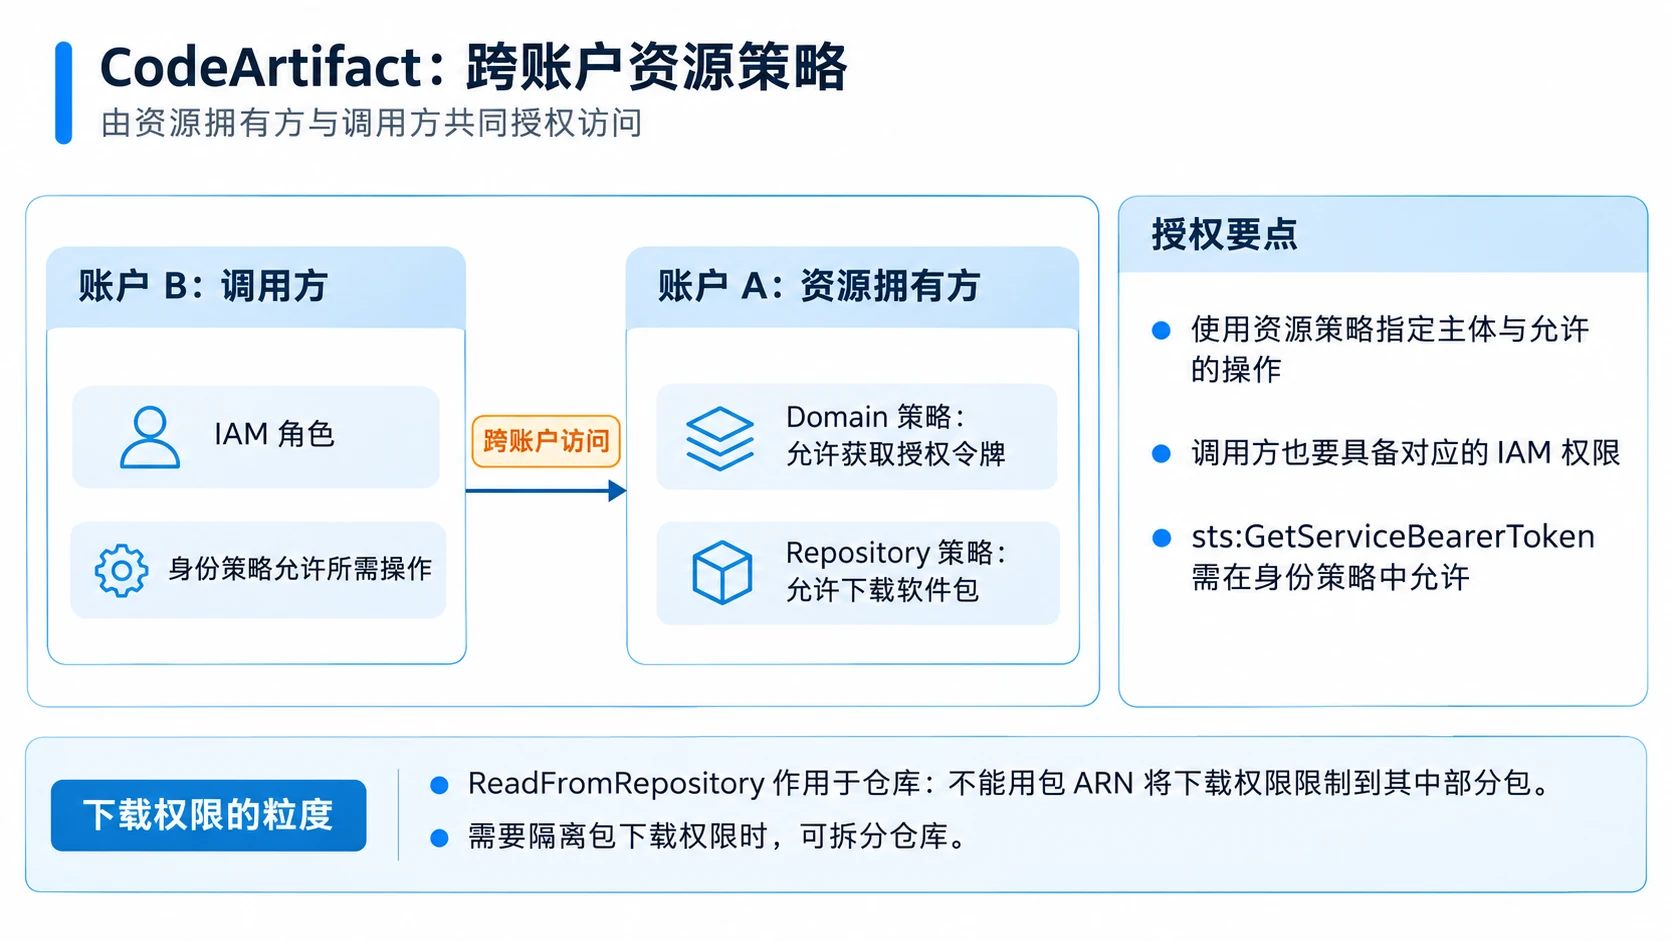 CodeArtifact：跨账户资源策略
由资源拥有方与调用方共同授权访问
账户 B：调用方
IAM 角色
身份策略允许所需操作
跨账户访问
账户 A：资源拥有方
Domain 策略：
允许获取授权令牌
Repository 策略：
允许下载软件包
授权要点
使用资源策略指定主体与允许
的操作
调用方也要具备对应的 IAM 权限
sts:GetServiceBearerToken
需在身份策略中允许
下载权限的粒度
ReadFromRepository 作用于仓库：不能用包 ARN 将下载权限限制到其中部分包。
需要隔离包下载权限时，可拆分仓库。